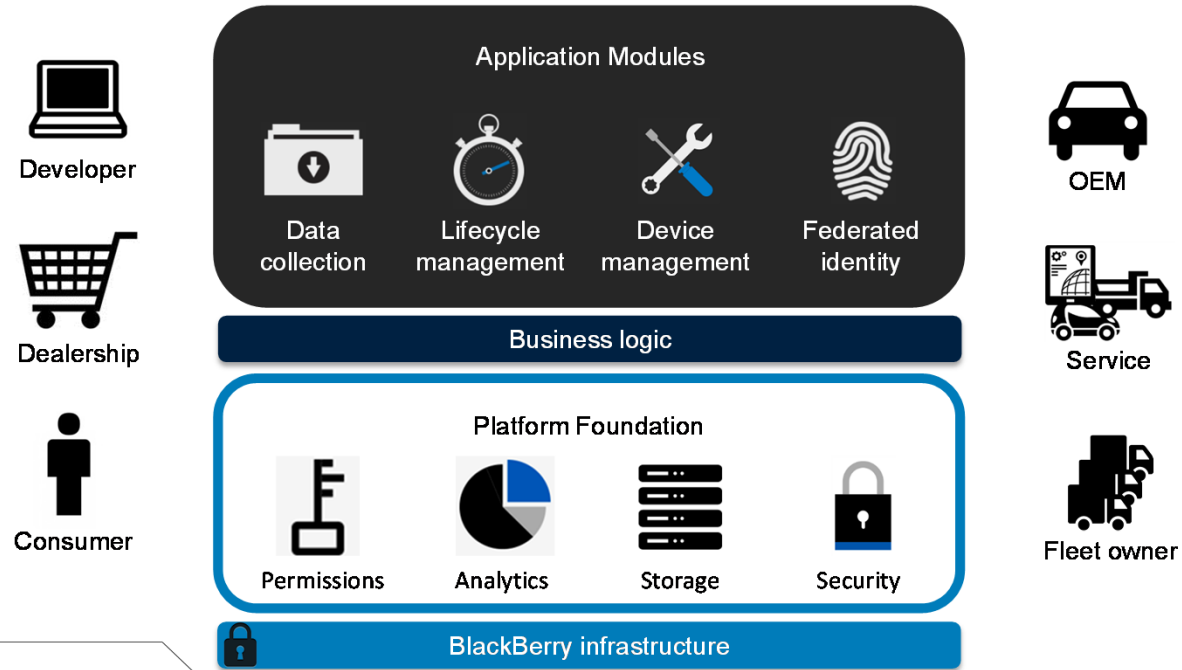 Application Modules
Developer
Data
collection
Lifecycle
management
Device
management
Federated
identity
OEM
Business logic
Dealership
Service
Platform Foundation
Consumer
Permissions
Analytics
Storage
Security
Fleet owner
BlackBerry infrastructure